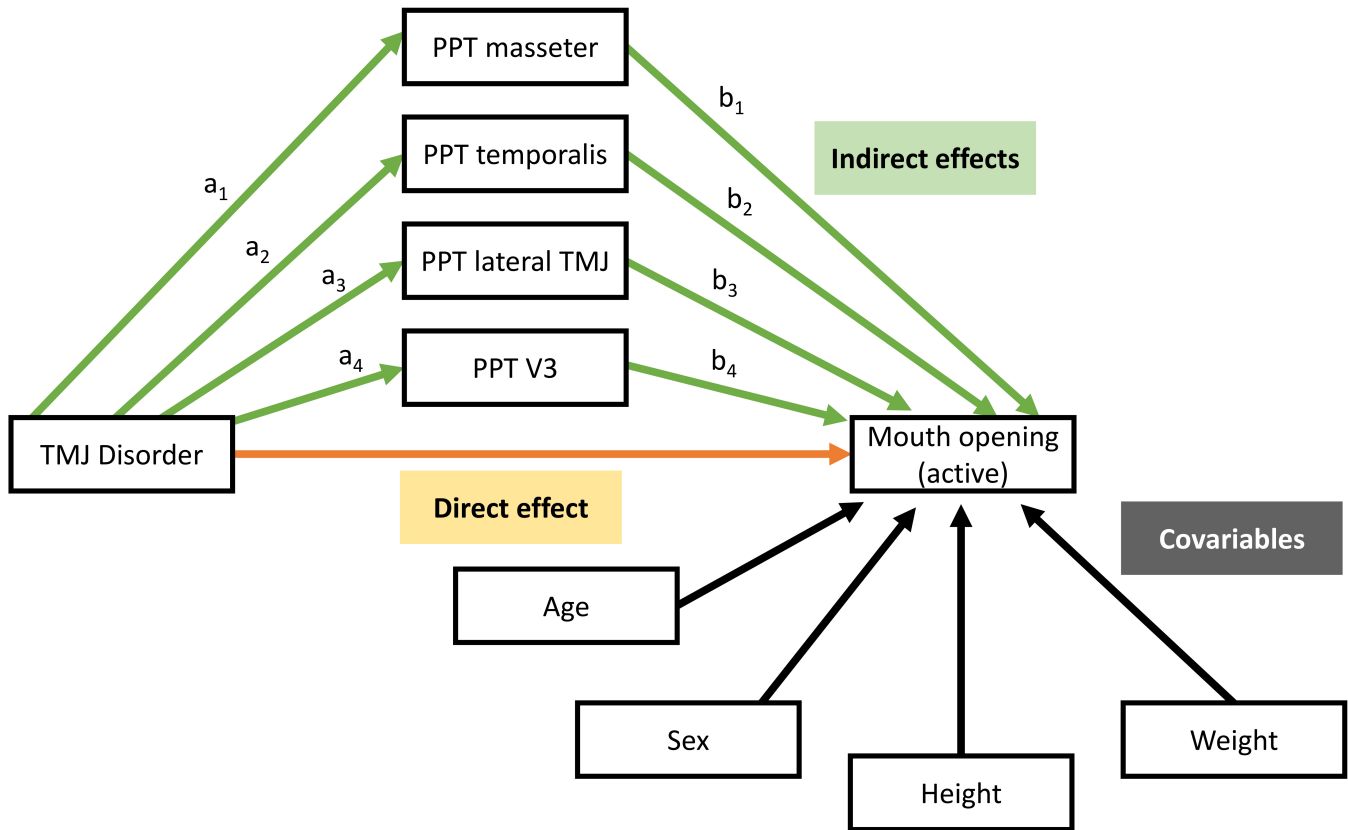 PPT masseter
b₁
PPT temporalis
Indirect effects
a₁
b₂
a₂
PPT lateral TMJ
a₃
b₃
a₄
PPT V3
b₄
TMJ Disorder
Mouth opening
(active)
Direct effect
Covariables
Age
Sex
Weight
Height